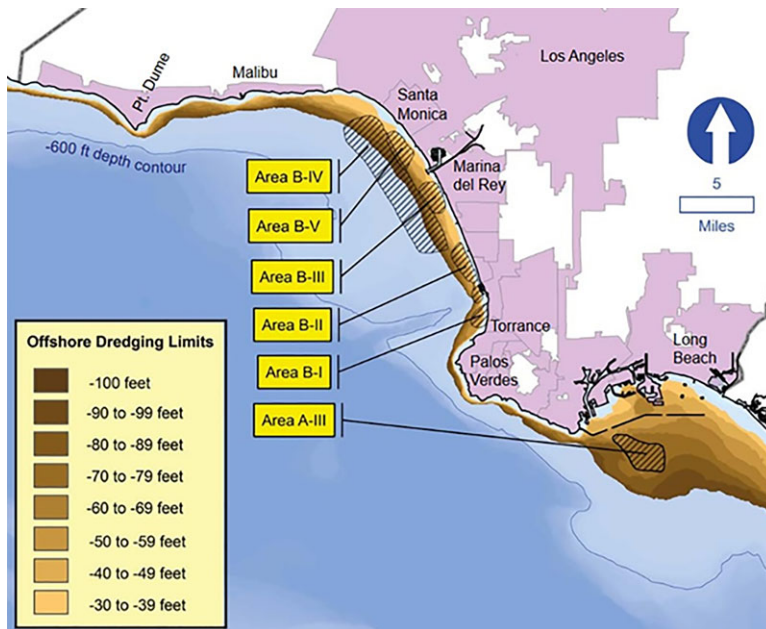 Los Angeles
Malibu
Pt. Dume
Santa
Monica
-600 ft depth contour
Marina
del Rey
5
Miles
Area B-IV
Area B-V
Area B-III
Area B-II
Area B-I
Area A-III
Torrance
Palos
Verdes
Long
Beach
Offshore Dredging Limits
-100 feet
-90 to -99 feet
-80 to -89 feet
-70 to -79 feet
-60 to -69 feet
-50 to -59 feet
-40 to -49 feet
-30 to -39 feet